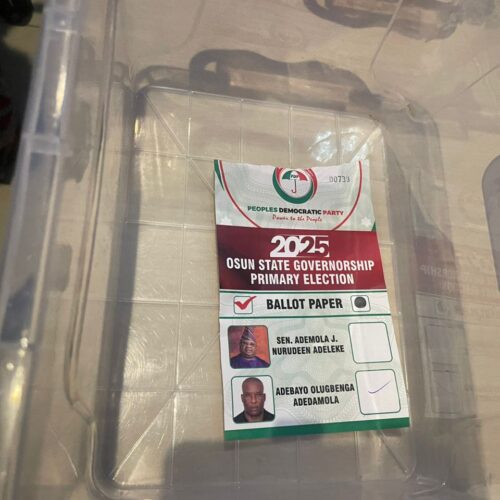 PDP
00733
PEOPLES DEMOCRATIC PARTY
Power to the People
2025
OSUN STATE GOVERNORSHIP
PRIMARY ELECTION
BALLOT PAPER
SEN. ADEMOLA J.
NURUDEEN ADELEKE
ADEBAYO OLUGBENGA
ADEDAMOLA